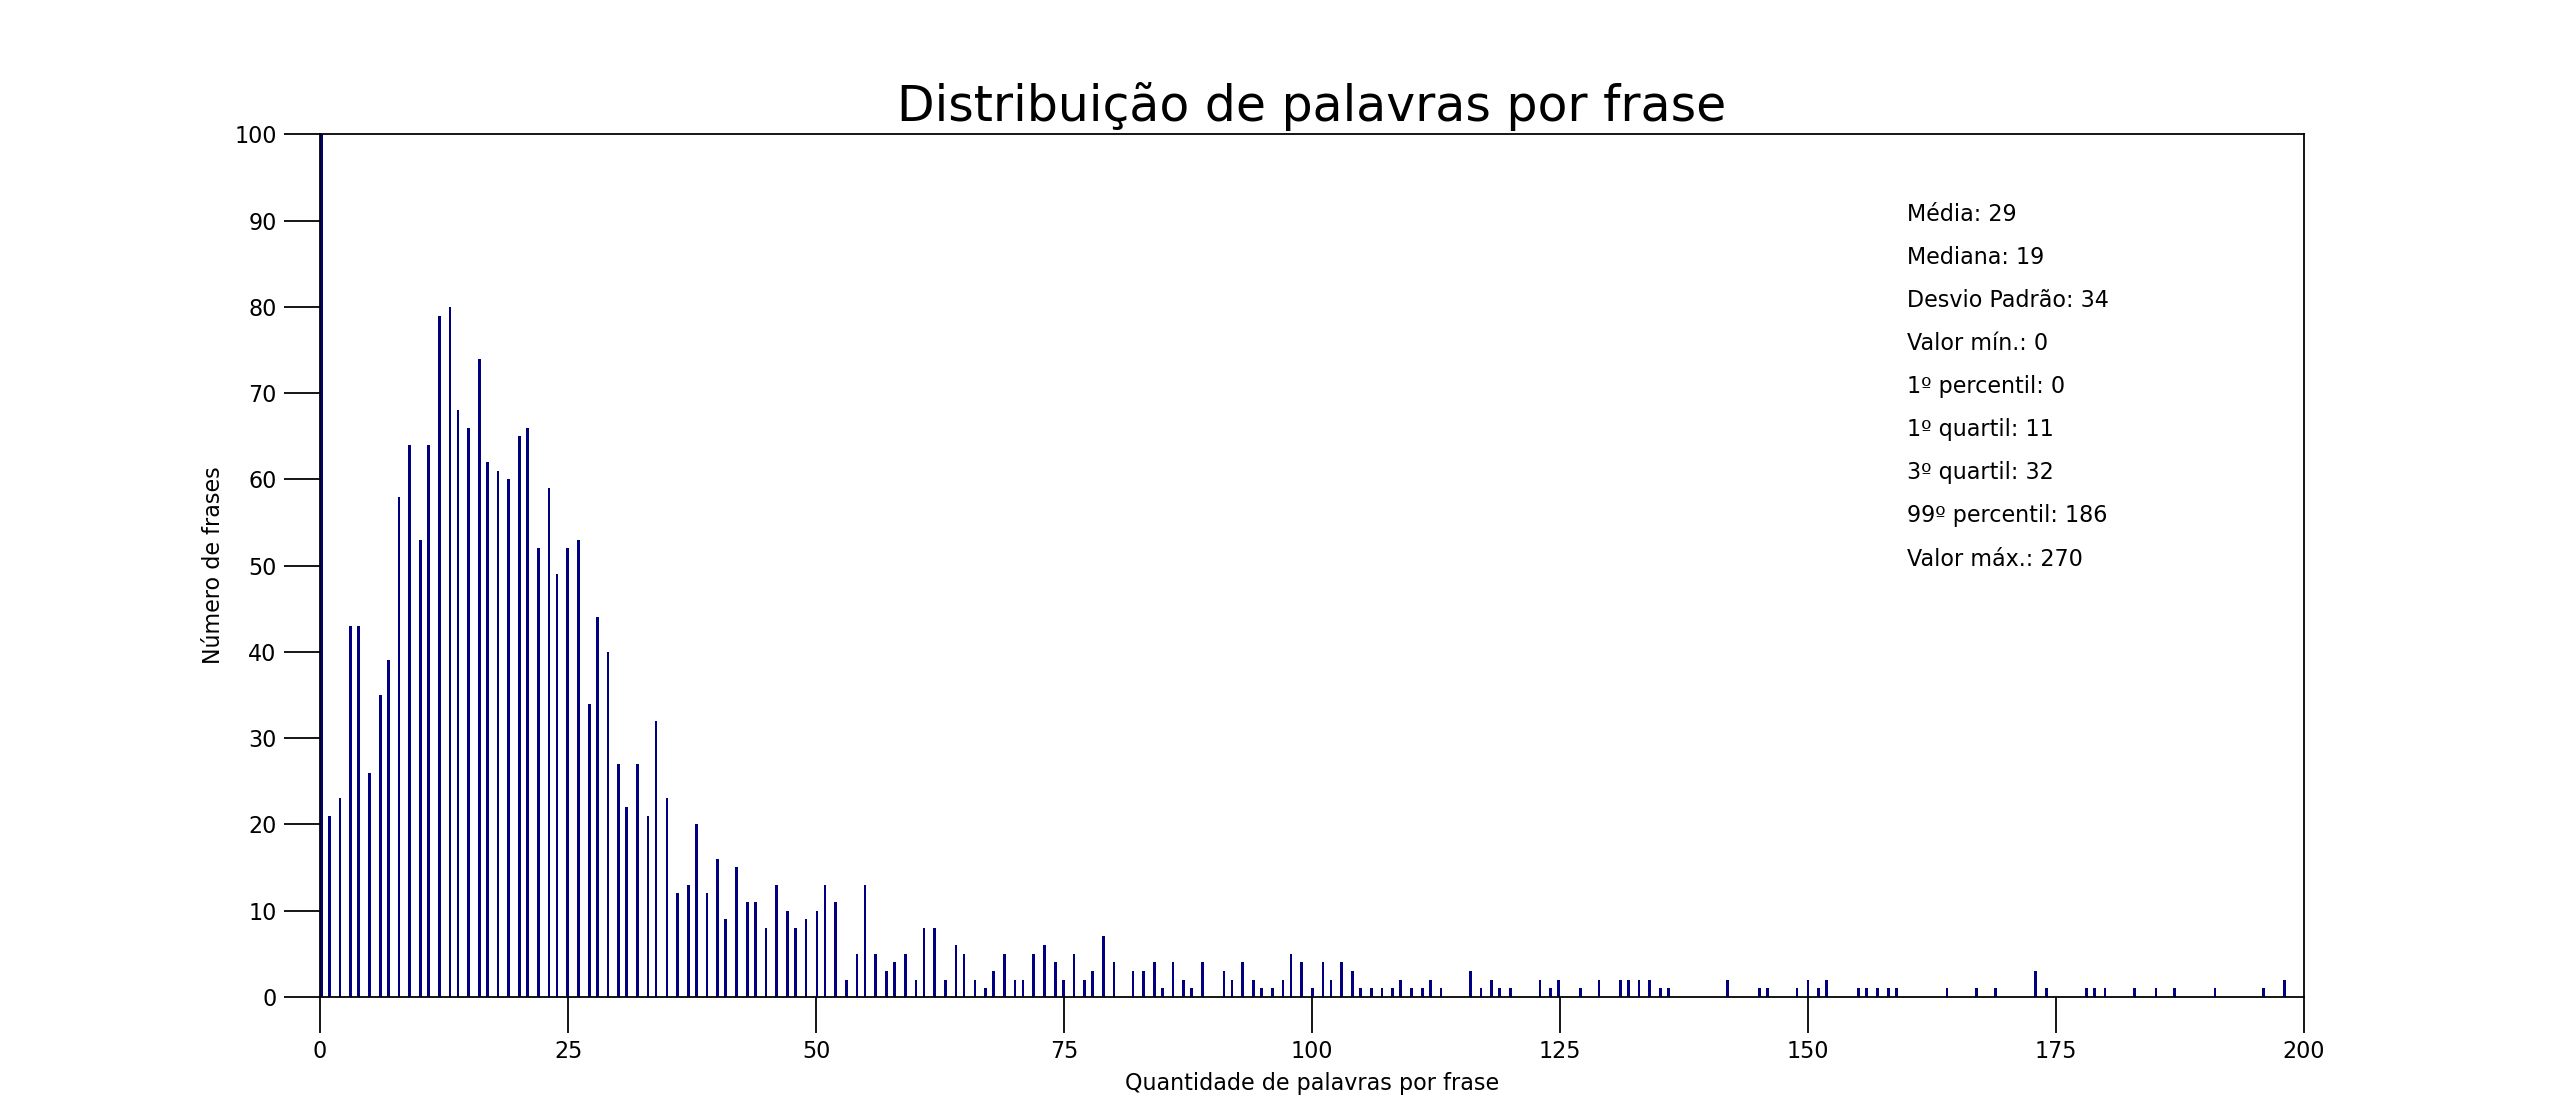 Distribuição de palavras por frase
100
90
80
70
60
50
40
30
20
10
0
Número de frases
Média: 29
Mediana: 19
Desvio Padrão: 34
Valor mín.: 0
1º percentil: 0
1º quartil: 11
3º quartil: 32
99º percentil: 186
Valor máx.: 270
0 25 50 75 100 125 150 175 200
Quantidade de palavras por frase